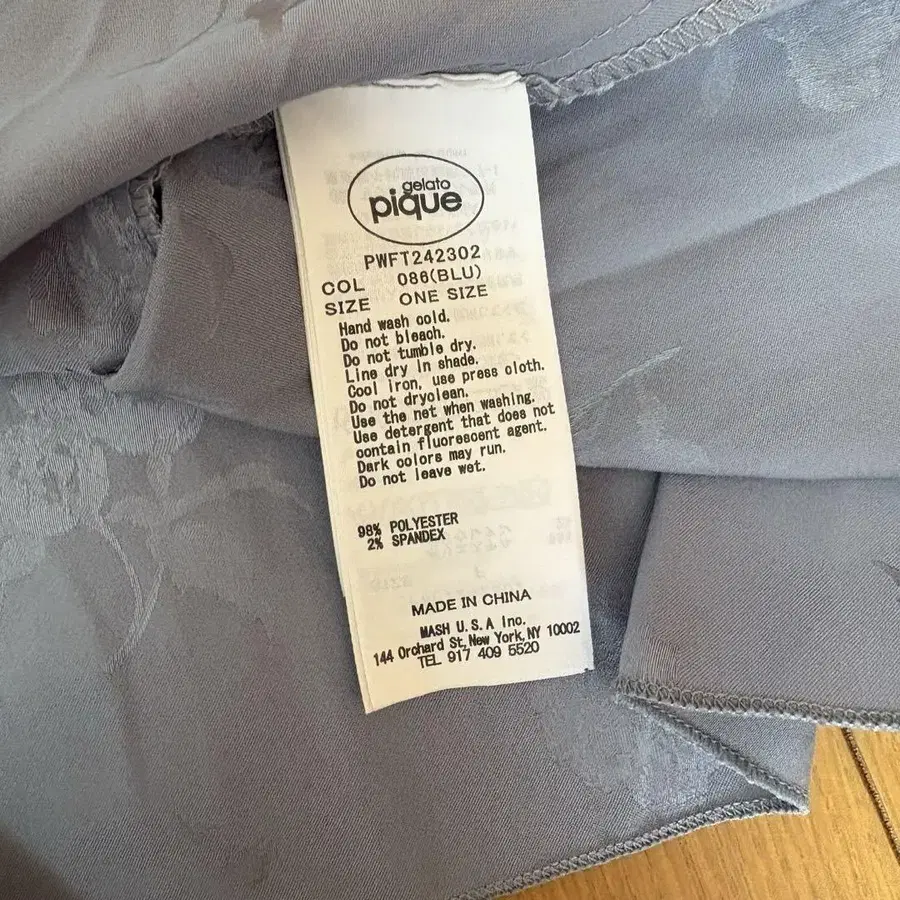 gelato
pique
PWFT242302
COL 086(BLU)
SIZE ONE SIZE
Hand wash cold.
Do not bleach.
Do not tumble dry.
Line dry in shade.
Cool iron, use press cloth.
Do not dryclean.
Use the net when washing.
Use detergent that does not
contain fluorescent agent.
Dark colors may run.
Do not leave wet.
98% POLYESTER
2% SPANDEX
MADE IN CHINA
MASH U.S.A Inc.
144 Orchard St, New York, NY 10002
TEL 917 409 5520